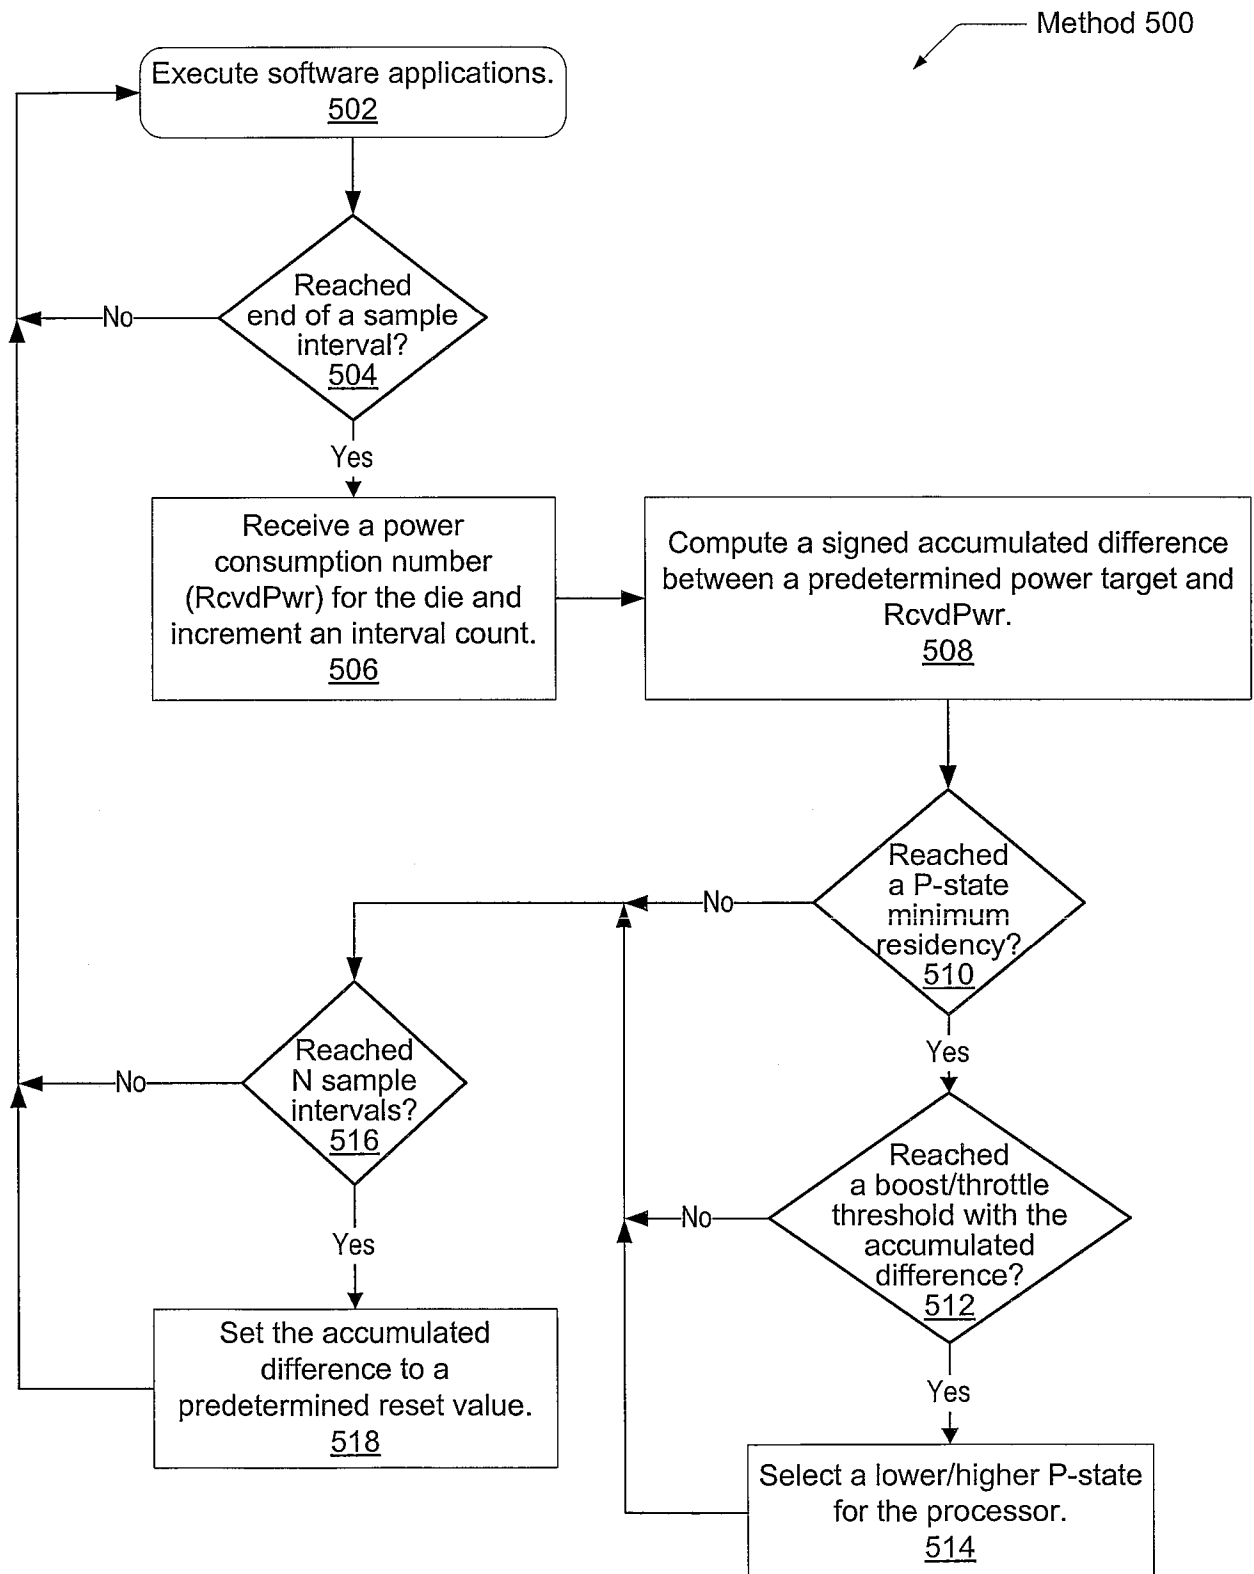 Method 500
Execute software applications.
502
Reached
end of a sample
interval?
504
No
Yes
Receive a power
consumption number
(RcvdPwr) for the die and
increment an interval count.
506
Compute a signed accumulated difference
between a predetermined power target and
RcvdPwr.
508
Reached
a P-state
minimum
residency?
510
No
Yes
Reached
a boost/throttle
threshold with the
accumulated
difference?
512
No
Yes
Select a lower/higher P-state
for the processor.
514
Reached
N sample
intervals?
516
No
Yes
Set the accumulated
difference to a
predetermined reset value.
518